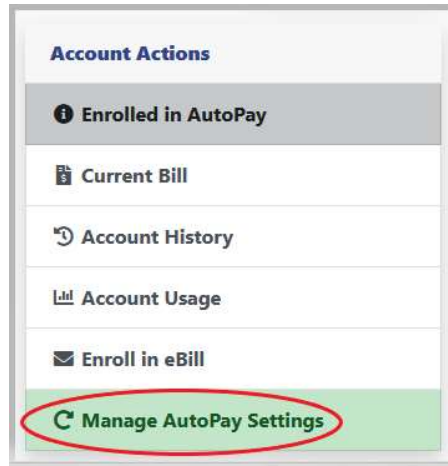 Account Actions
Enrolled in AutoPay
Current Bill
Account History
Account Usage
Enroll in eBill
Manage AutoPay Settings